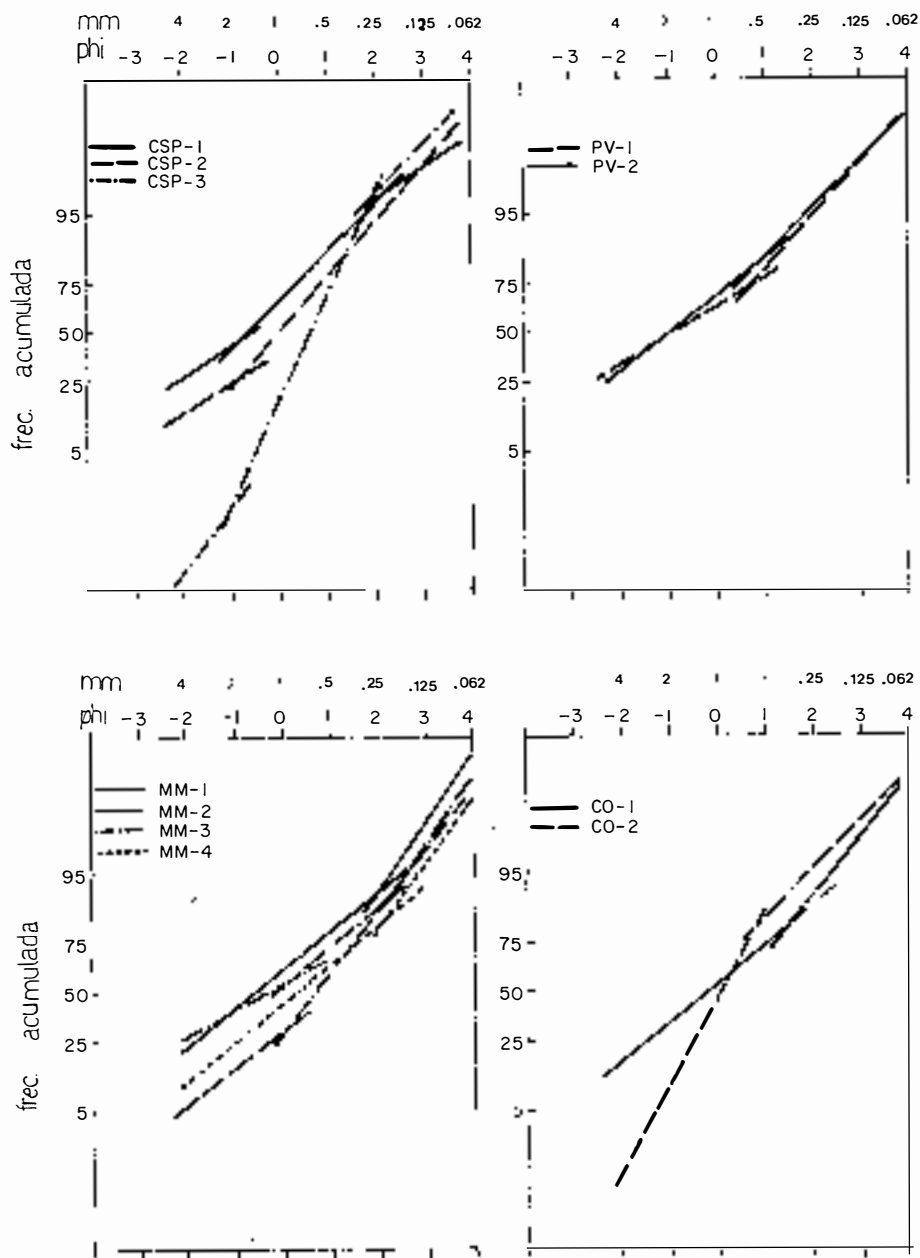 mm 4 2 | .5 .25 .125 .062
phi -3 -2 -1 0 1 2 3 4
CSP-1
CSP-2
CSP-3
95
75
50
25
5
frec. acumulada
.5 .25 .125 .062
-3 -2 -1 0 1 2 3 4
PV-1
PV-2
95
75
50
25
5
mm 4 .5 .25 .125 .062
phi -3 -2 -1 0 1 2 3 4
MM-1
MM-2
MM-3
MM-4
95
75
50
25
5
frec. acumulada
4 2 | .25 .125 .062
-3 -2 -1 0 1 2 3 4
CO-1
CO-2
95
75
50
25